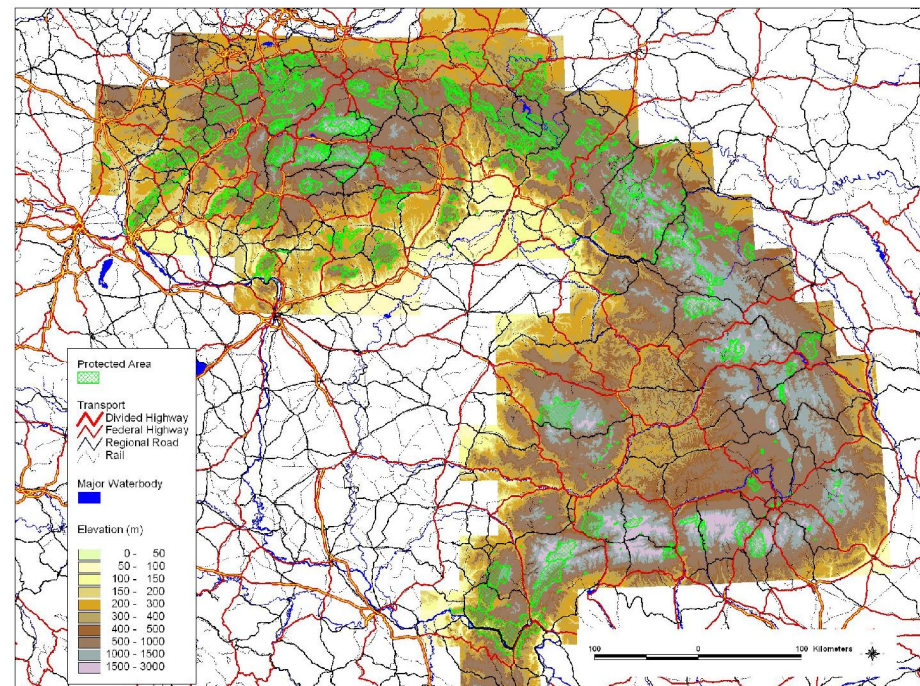 Protected Area
Transport
Divided Highway
Federal Highway
Regional Road
Rail
Major Waterbody
Elevation (m)
0 - 50
50 - 100
100 - 150
150 - 200
200 - 300
300 - 400
400 - 500
500 - 1000
1000 - 1500
1500 - 3000
100 0 100 Kilometers